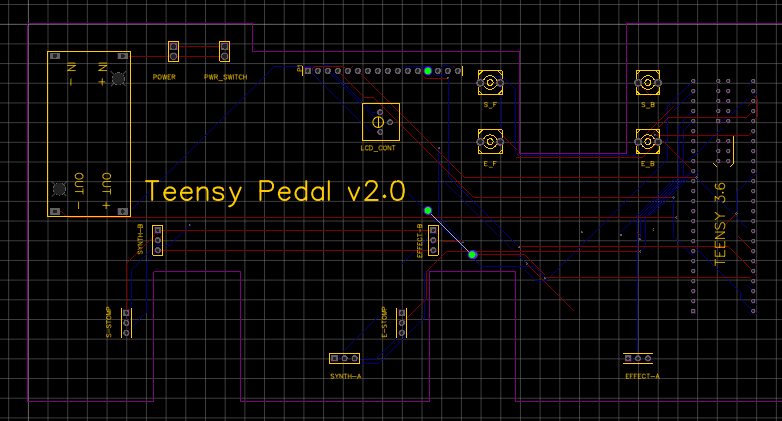 IN
IN
-
+
POWER
PWR_SWITCH
P1
S_F
S_B
LCD_CONT
E_F
E_B
OUT
OUT
-
+
Teensy Pedal v2.0
TEENSY 3.6
SYNTH-B
EFFECT-B
S-STOMP
E-STOMP
SYNTH-A
EFFECT-A